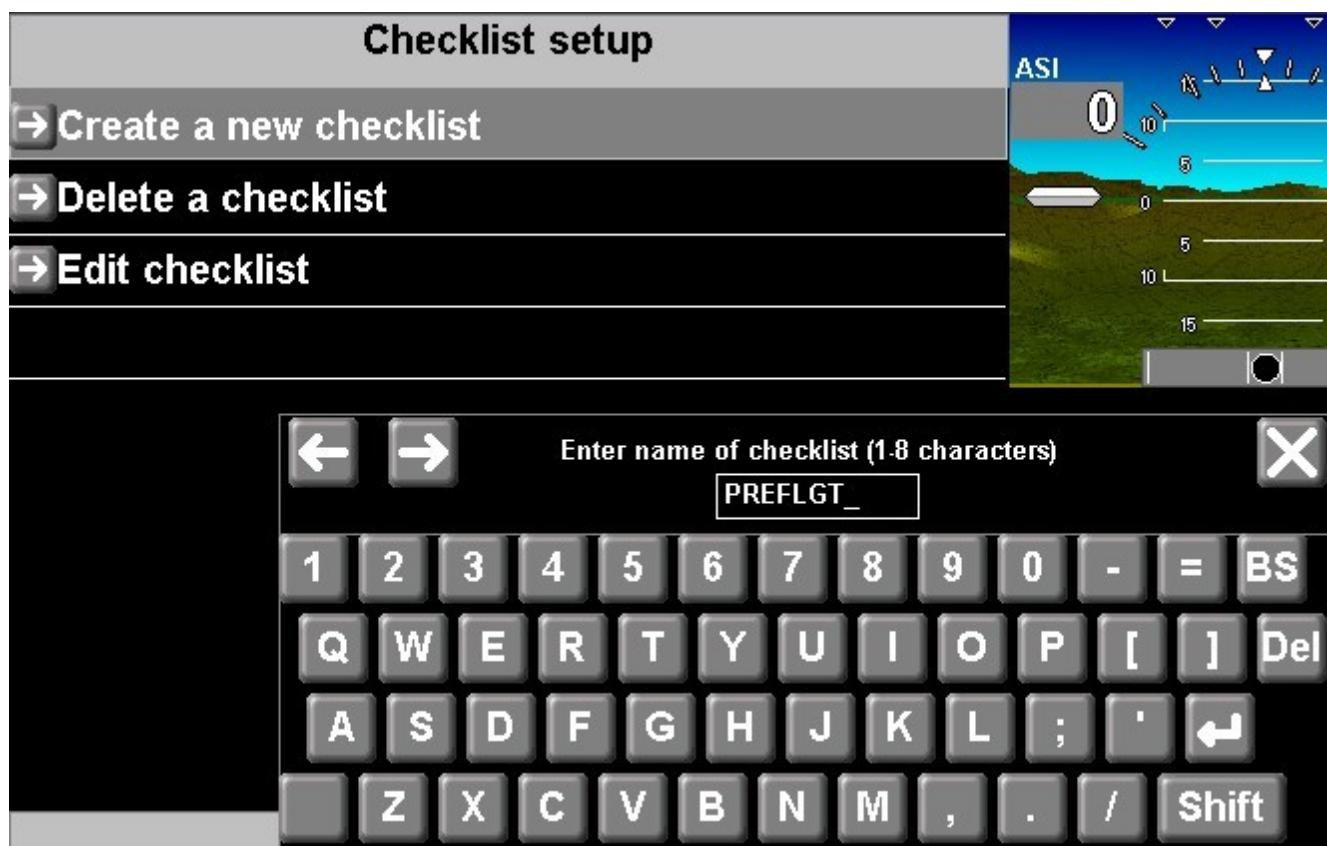 Checklist setup
Create a new checklist
Delete a checklist
Edit checklist
ASI
0
10
5
0
5
10
15
Enter name of checklist (1-8 characters)
PREFLGT_
1 2 3 4 5 6 7 8 9 0 - = BS
Q W E R T Y U I O P [ ] Del
A S D F G H J K L ; '
Z X C V B N M , . / Shift